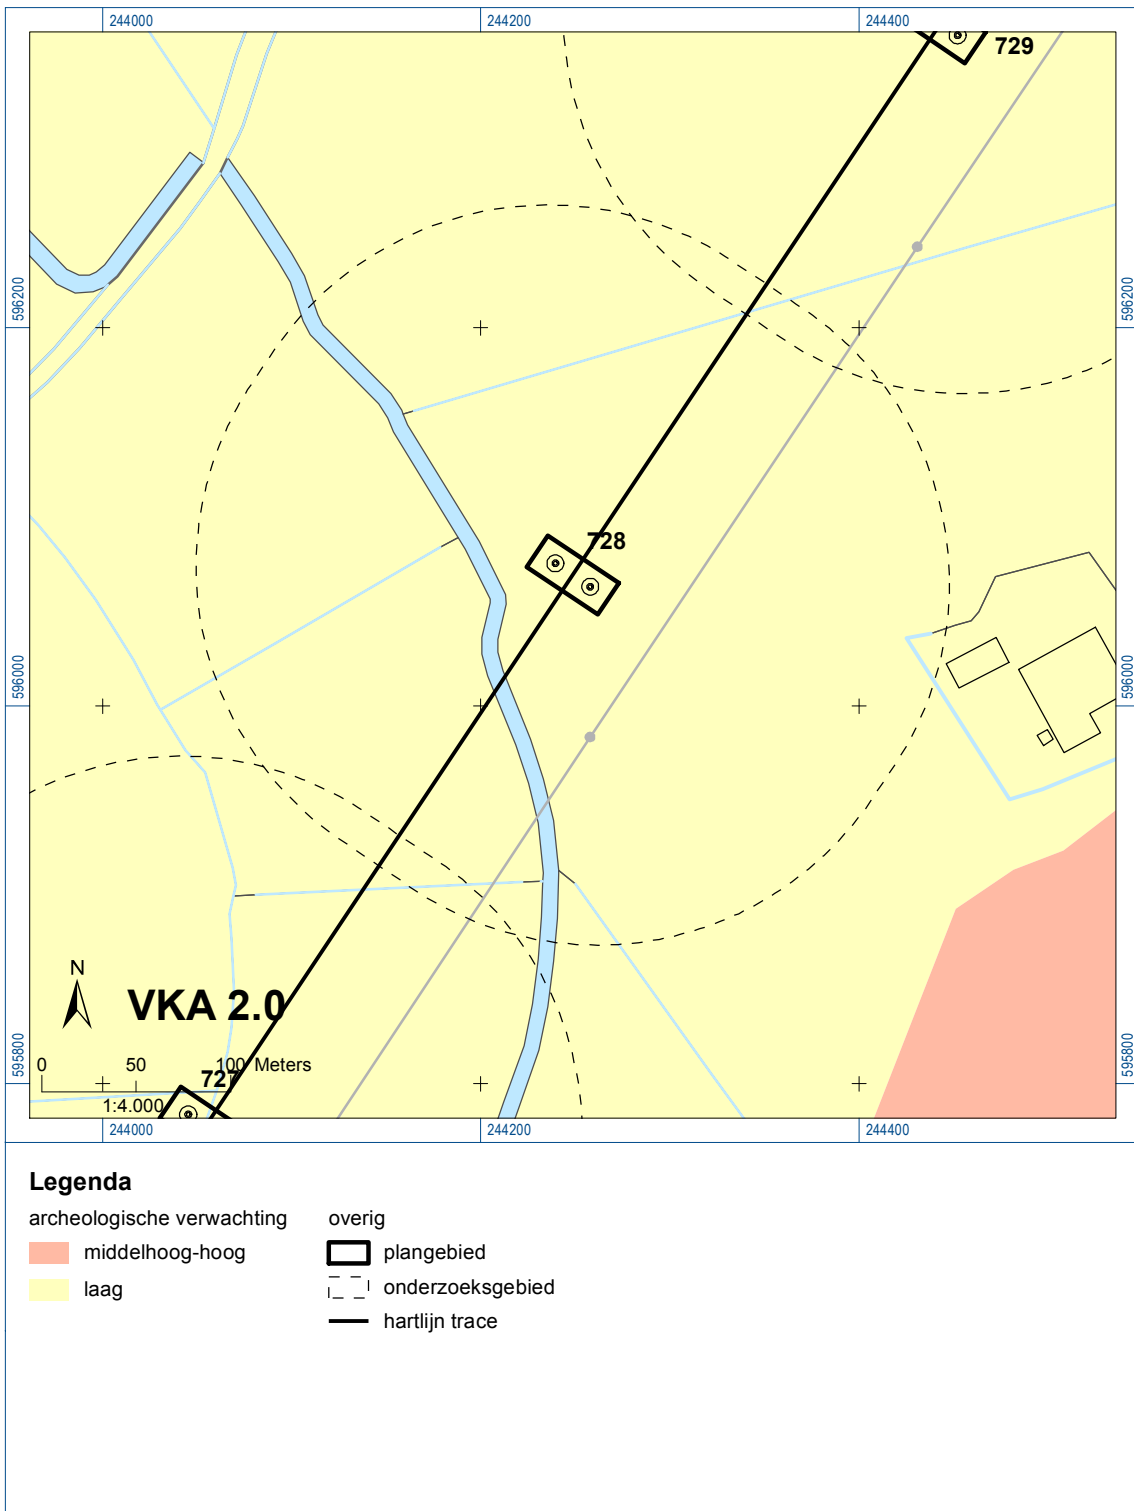 244000 244200 244400
729
596200 596200
728
596000 596000
N
VKA 2.0
595800 595800
0 50 100 Meters
727
1:4.000
244000 244200 244400
Legenda
archeologische verwachting overig
middelhoog-hoog plangebied
laag onderzoeksgebied
hartlijn trace